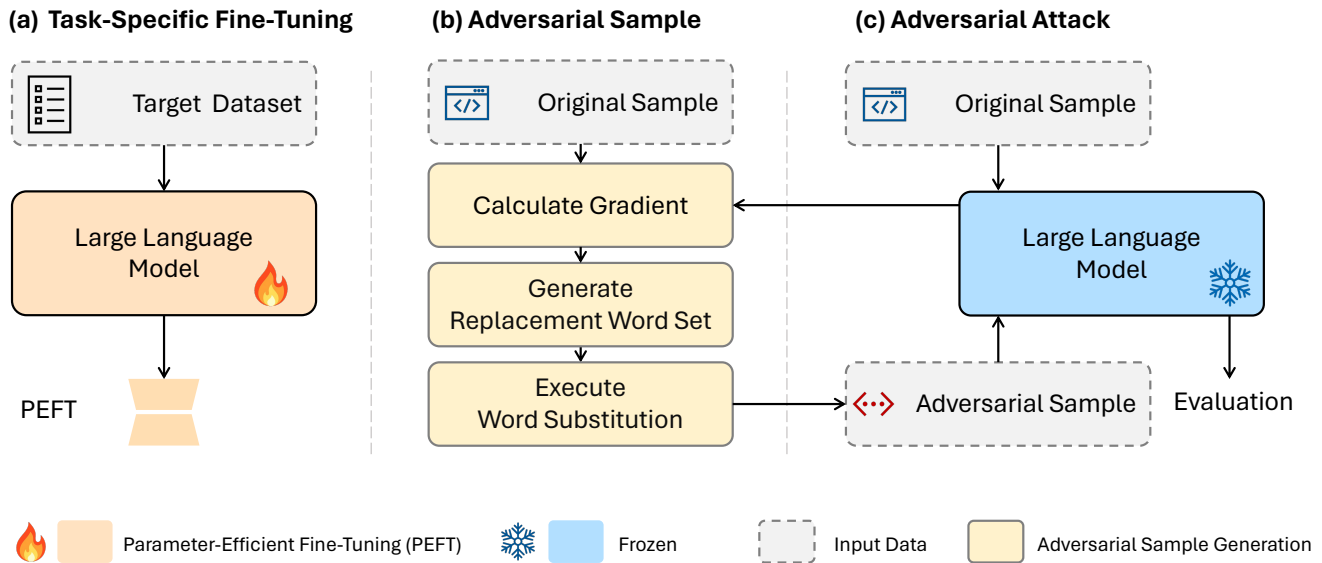 (a) Task-Specific Fine-Tuning
Target Dataset
Large Language
Model
PEFT
(b) Adversarial Sample
</> Original Sample
Calculate Gradient
Generate
Replacement Word Set
Execute
Word Substitution
(c) Adversarial Attack
</> Original Sample
Large Language
Model
Adversarial Sample
Evaluation
Parameter-Efficient Fine-Tuning (PEFT)
Frozen
Input Data
Adversarial Sample Generation